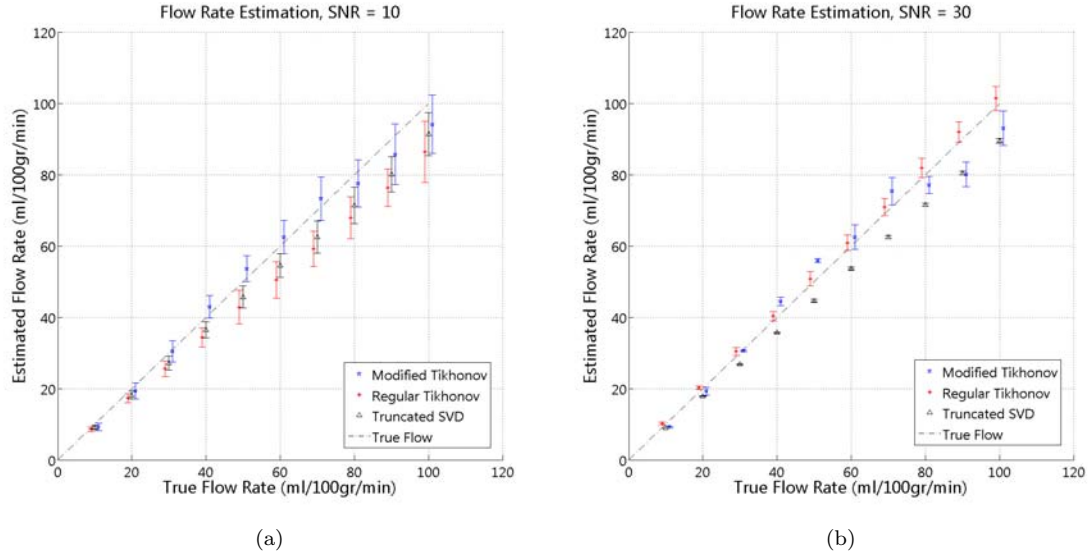 Flow Rate Estimation, SNR = 10
120
100
80
60
40
20
0
Estimated Flow Rate (ml/100gr/min)
Modified Tikhonov
Regular Tikhonov
Truncated SVD
True Flow
0 20 40 60 80 100 120
True Flow Rate (ml/100gr/min)
(a)
Flow Rate Estimation, SNR = 30
120
100
80
60
40
20
0
Estimated Flow Rate (ml/100gr/min)
Modified Tikhonov
Regular Tikhonov
Truncated SVD
True Flow
0 20 40 60 80 100 120
True Flow Rate (ml/100gr/min)
(b)